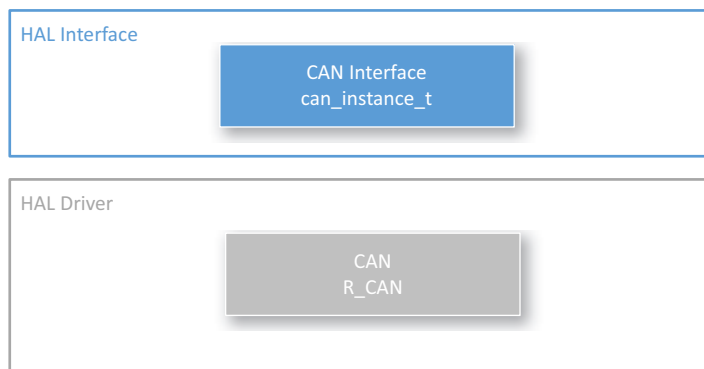 HAL Interface
CAN Interface
can_instance_t
HAL Driver
CAN
R_CAN